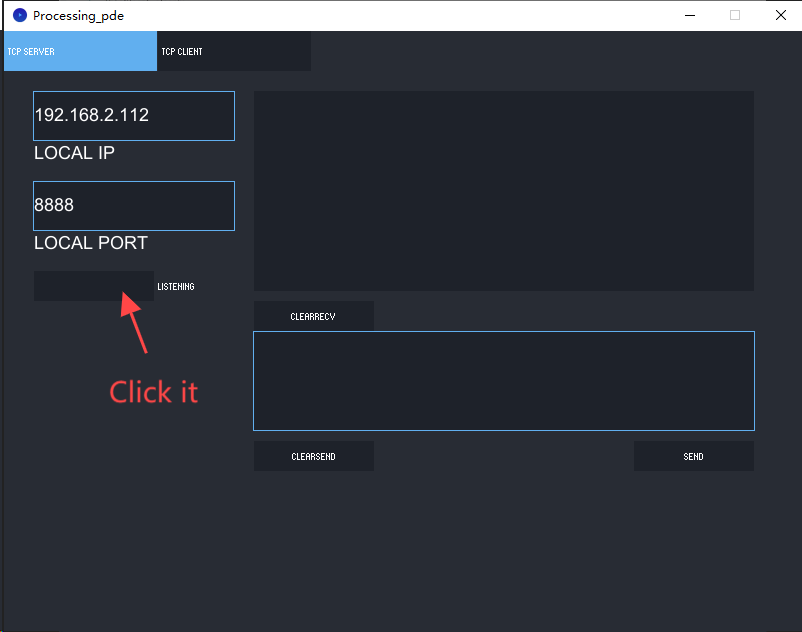 Processing_pde
TCP SERVER
TCP CLIENT
192.168.2.112
LOCAL IP
8888
LOCAL PORT
LISTENING
Click it
CLEARRECV
CLEARSEND
SEND